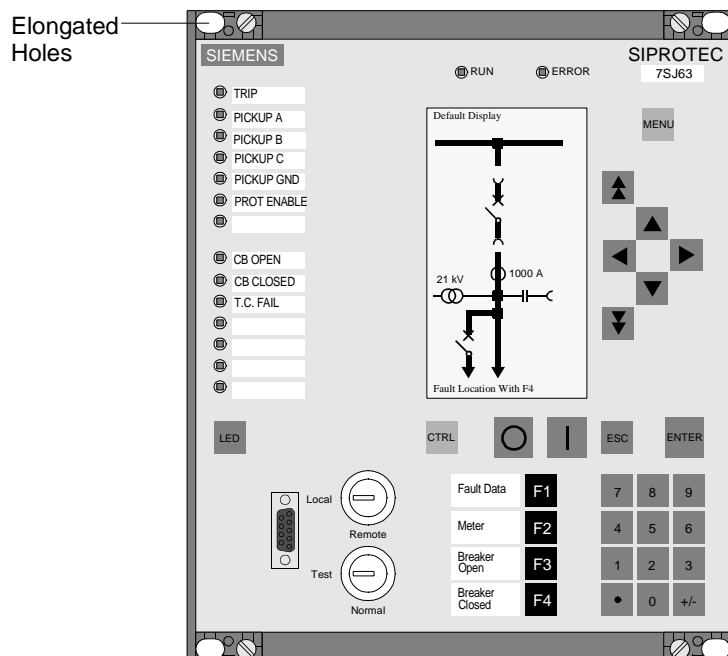 Elongated
Holes
SIEMENS
SIPROTEC
7SJ63
RUN
ERROR
TRIP
PICKUP A
PICKUP B
PICKUP C
PICKUP GND
PROT ENABLE
CB OPEN
CB CLOSED
T.C. FAIL
Default Display
21 kV
1000 A
Fault Location With F4
MENU
LED
CTRL
ESC
ENTER
Local
Remote
Test
Normal
Fault Data
F1
Meter
F2
Breaker
Open
F3
Breaker
Closed
F4
7 8 9
4 5 6
1 2 3
• 0 +/-